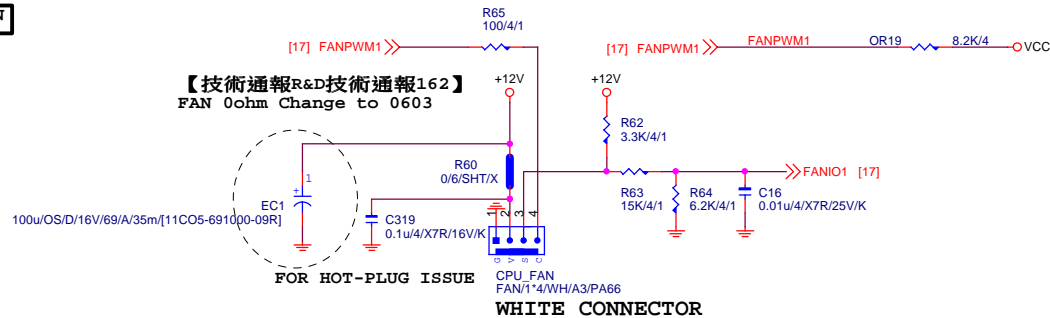 N
R65
100/4/1
[17] FANPWM1
[17] FANPWM1
FANPWM1
OR19
8.2K/4
VCC
【技術通報R&D技術通報162】
FAN 0ohm Change to 0603
+12V
+12V
R62
3.3K/4/1
R60
0/6/SHT/X
FANIO1 [17]
R63
15K/4/1
R64
6.2K/4/1
C16
0.01u/4/X7R/25V/K
+
1
EC1
100u/OS/D/16V/69/A/35m/[11CO5-691000-09R]
C319
0.1u/4/X7R/16V/K
1
2
3
4
G
V
S
C
FOR HOT-PLUG ISSUE
CPU_FAN
FAN/1*4/WH/A3/PA66
WHITE CONNECTOR